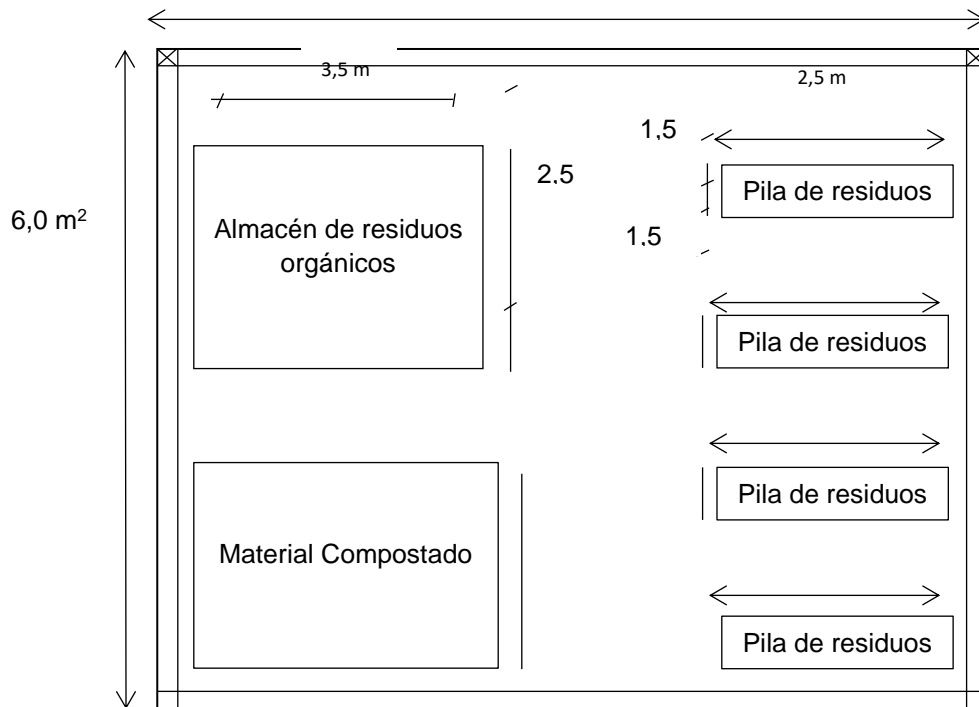 3,5 m
2,5 m
1,5
2,5
Pila de residuos
6,0 m²
Almacén de residuos
orgánicos
1,5
Pila de residuos
Pila de residuos
Material Compostado
Pila de residuos